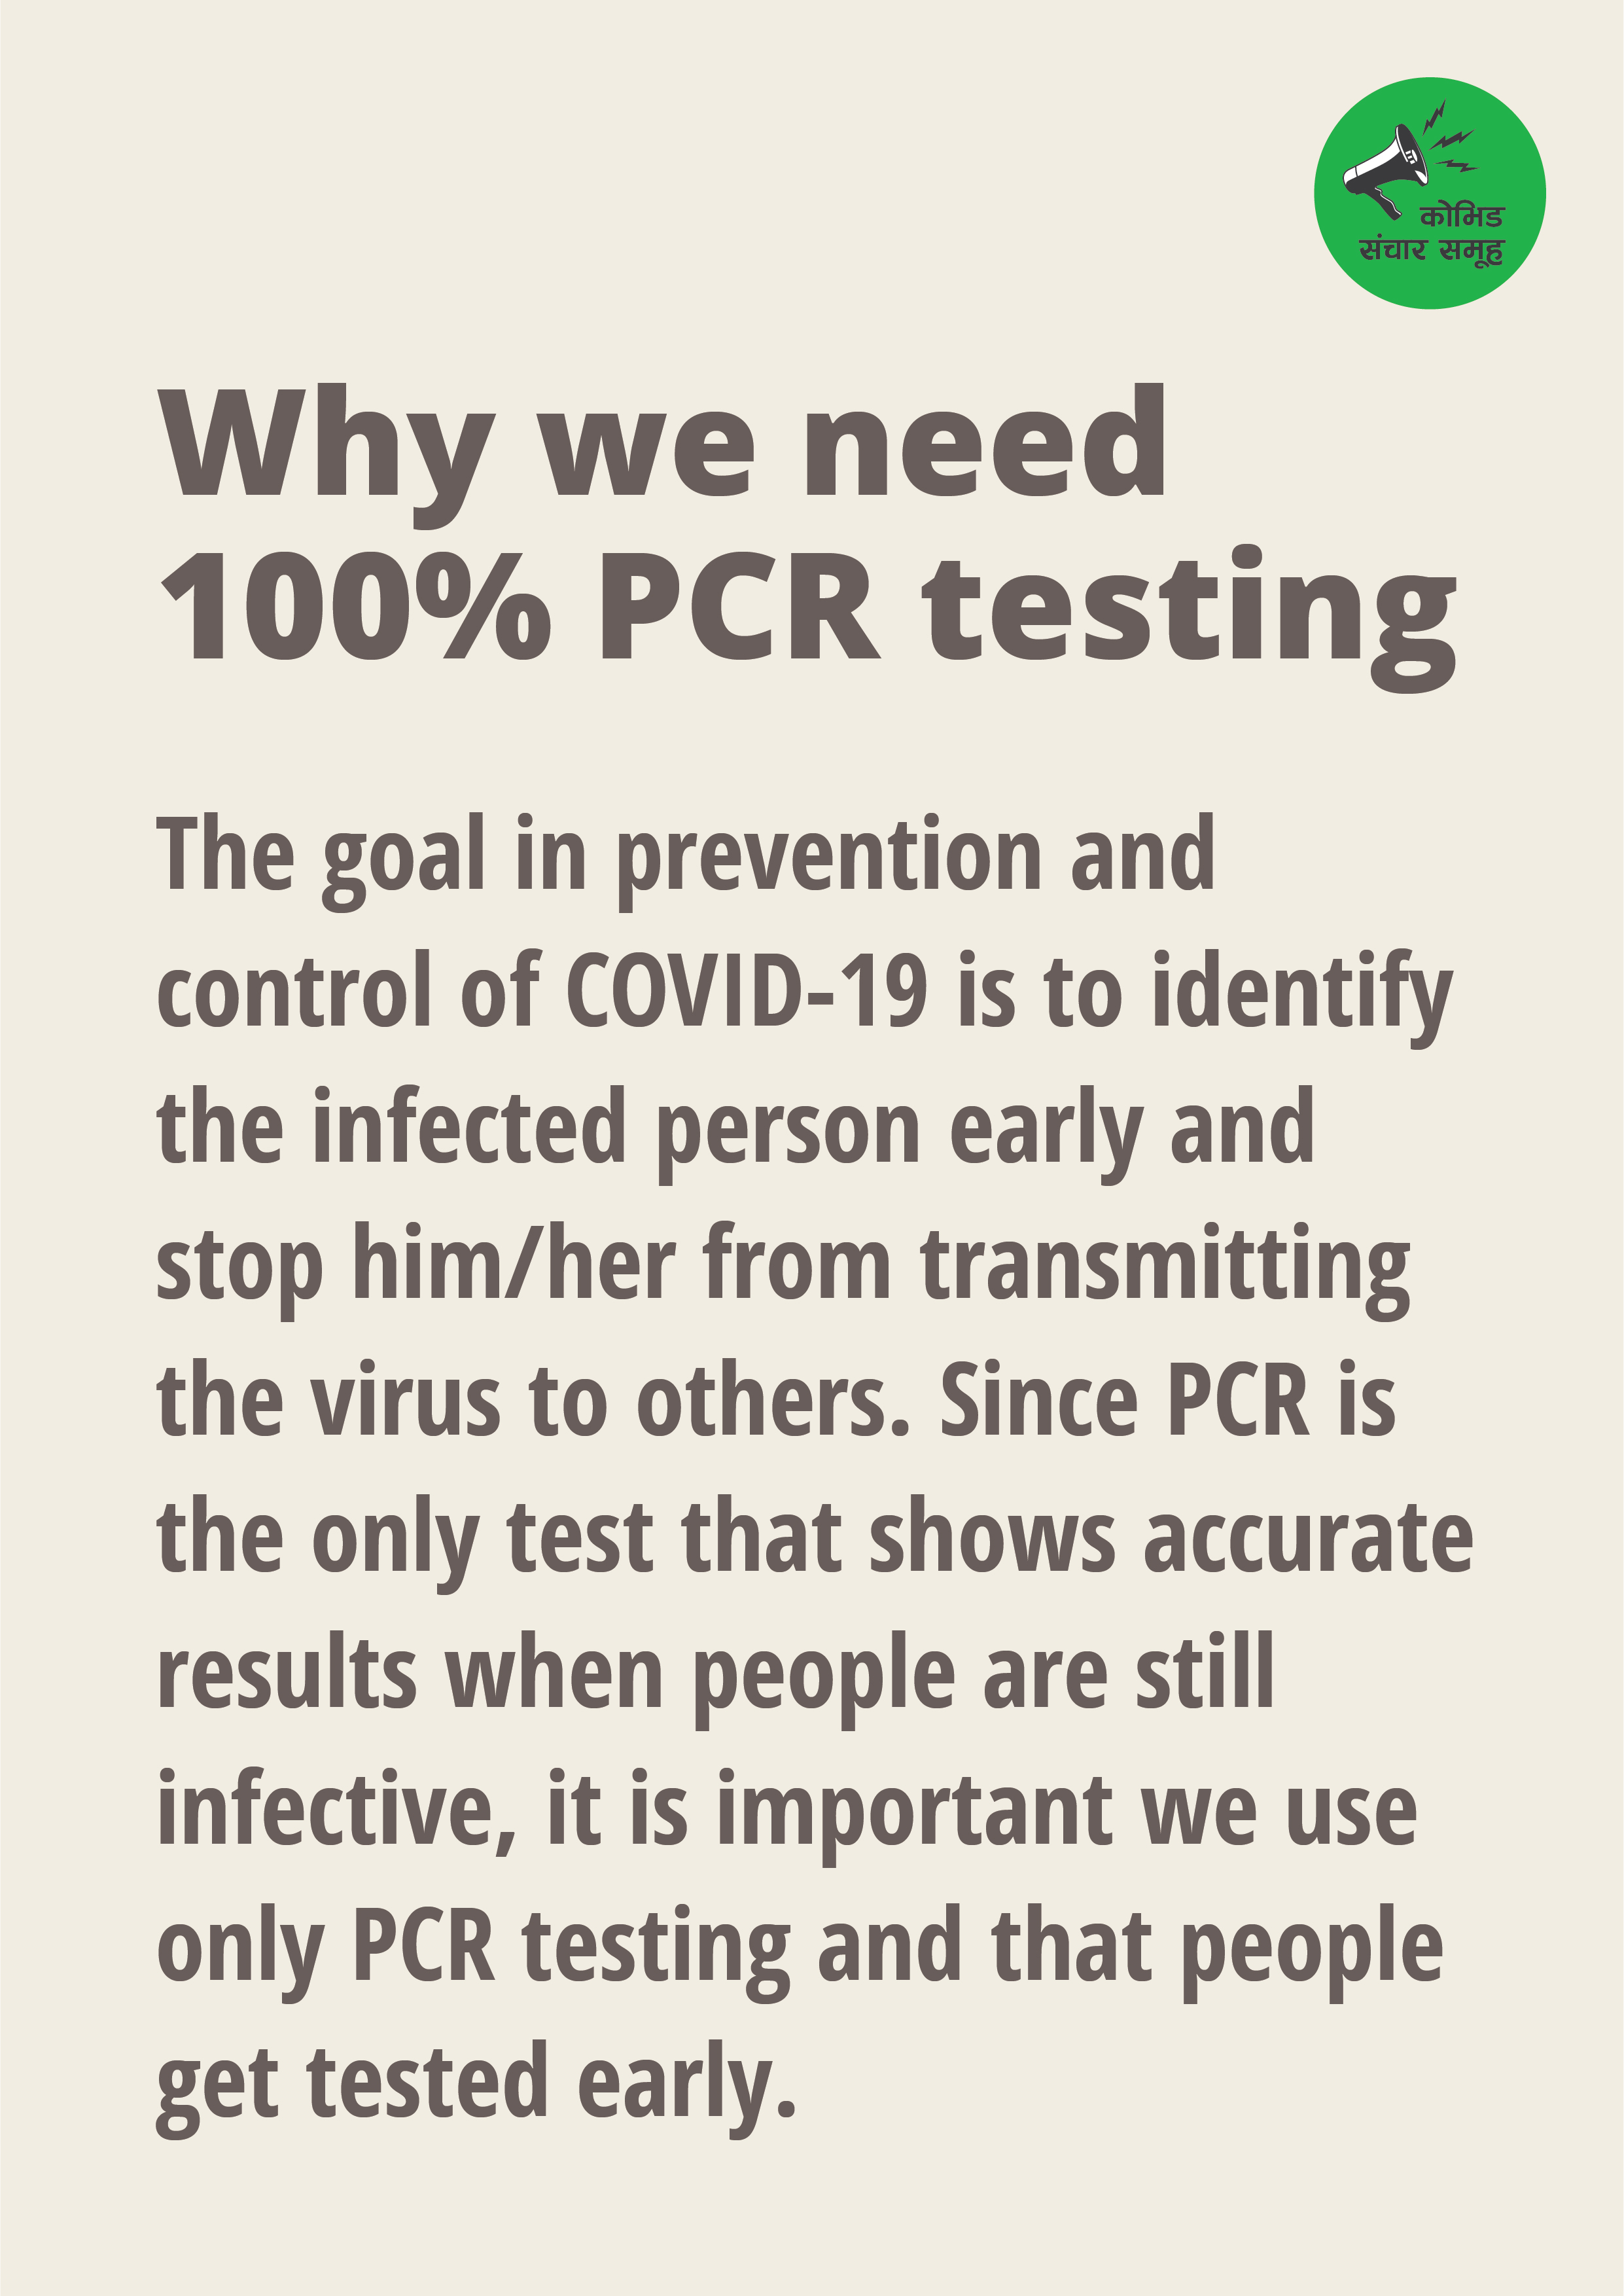 कोभिड
संचार समूह
Why we need
100% PCR testing
The goal in prevention and
control of COVID-19 is to identify
the infected person early and
stop him/her from transmitting
the virus to others. Since PCR is
the only test that shows accurate
results when people are still
infective, it is important we use
only PCR testing and that people
get tested early.